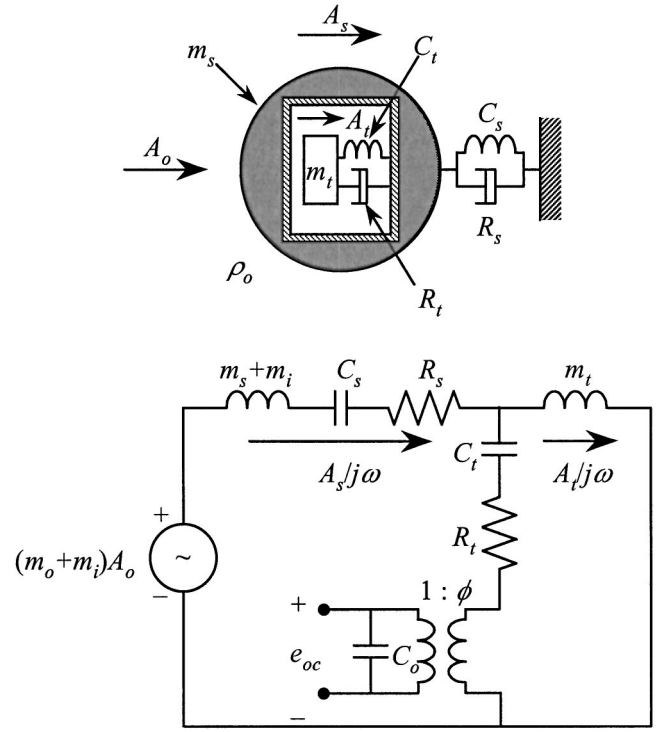 A_s
C_t
m_s
A_t
C_s
A_o
m_t
R_s
ρ_o
R_t
m_s+m_i C_s R_s m_t
C_t
A_s/jω A_t/jω
+
R_t
(m_o+m_i)A_o ~
−
1 : ϕ
+
e_oc C_o
−